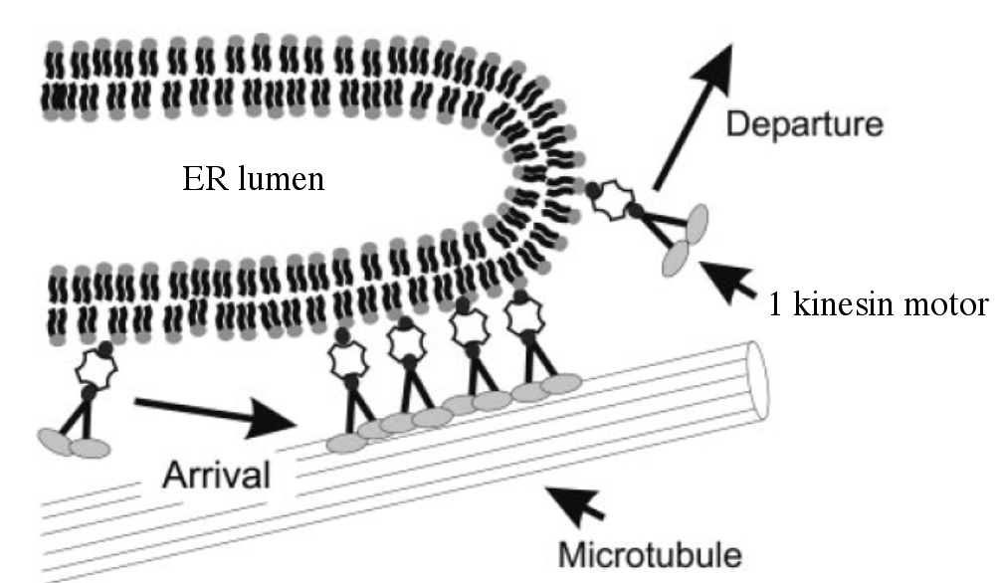 Departure
ER lumen
1 kinesin motor
Arrival
Microtubule